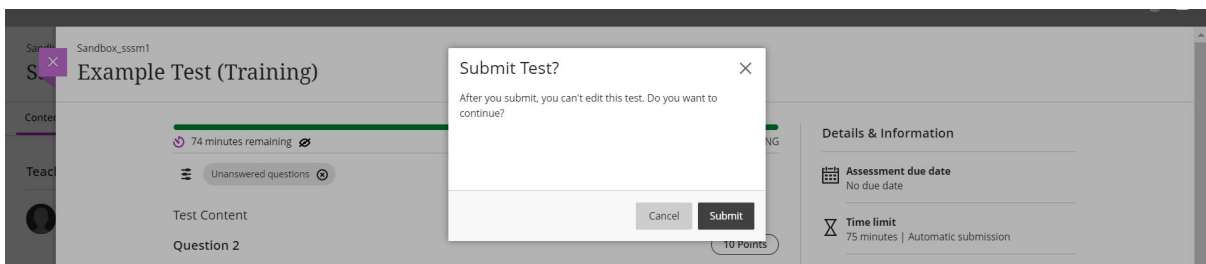 Sandbox_sssm1
Example Test (Training)
Submit Test?
After you submit, you can't edit this test. Do you want to
continue?
Cancel
Submit
74 minutes remaining
Unanswered questions
Test Content
Question 2
10 Points
Details & Information
Assessment due date
No due date
Time limit
75 minutes | Automatic submission